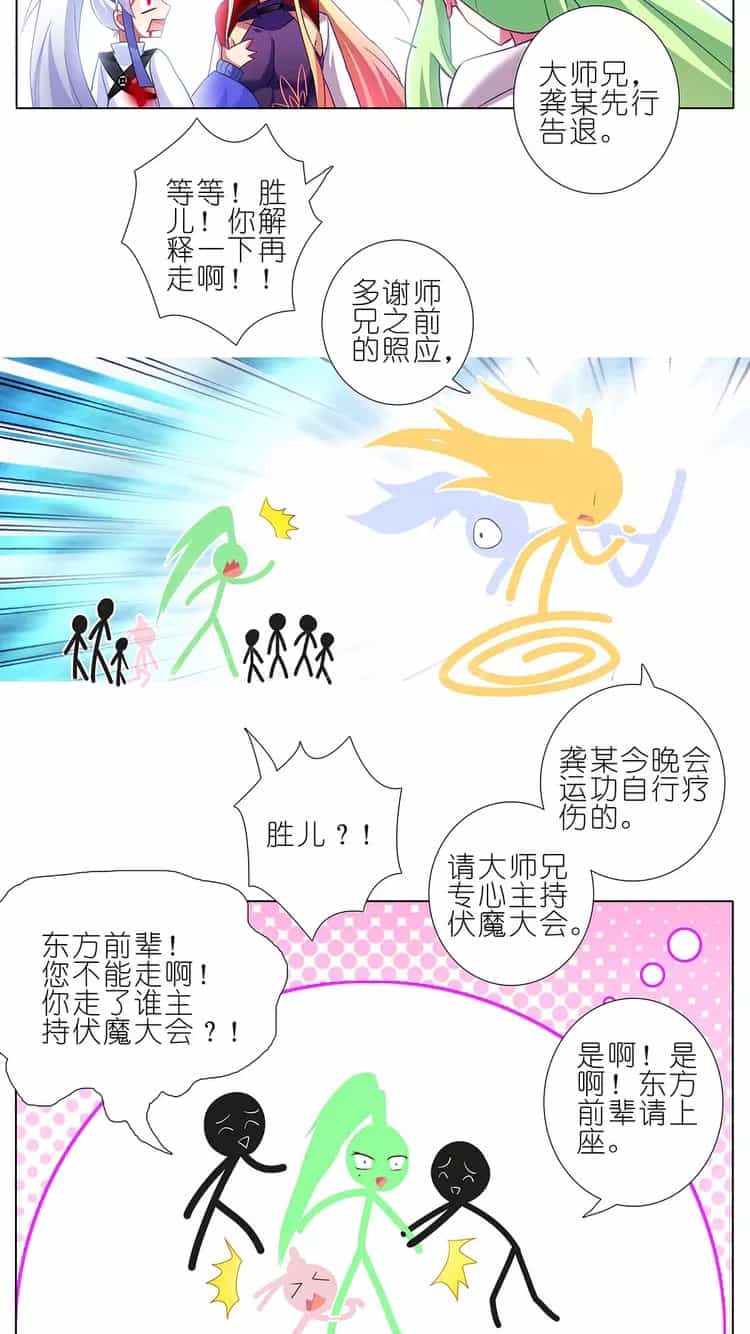 大师兄，
龚某先行
告退。
等等！胜
儿！你解
释一下再
走啊！！
多谢师
兄之前
的照应，
龚某今晚会
运功自行疗
伤的。
胜儿？！
请大师兄
专心主持
伏魔大会。
东方前辈！
您不能走啊！
你走了谁主
持伏魔大会？！
是啊！是
啊！东方
前辈请上
座。